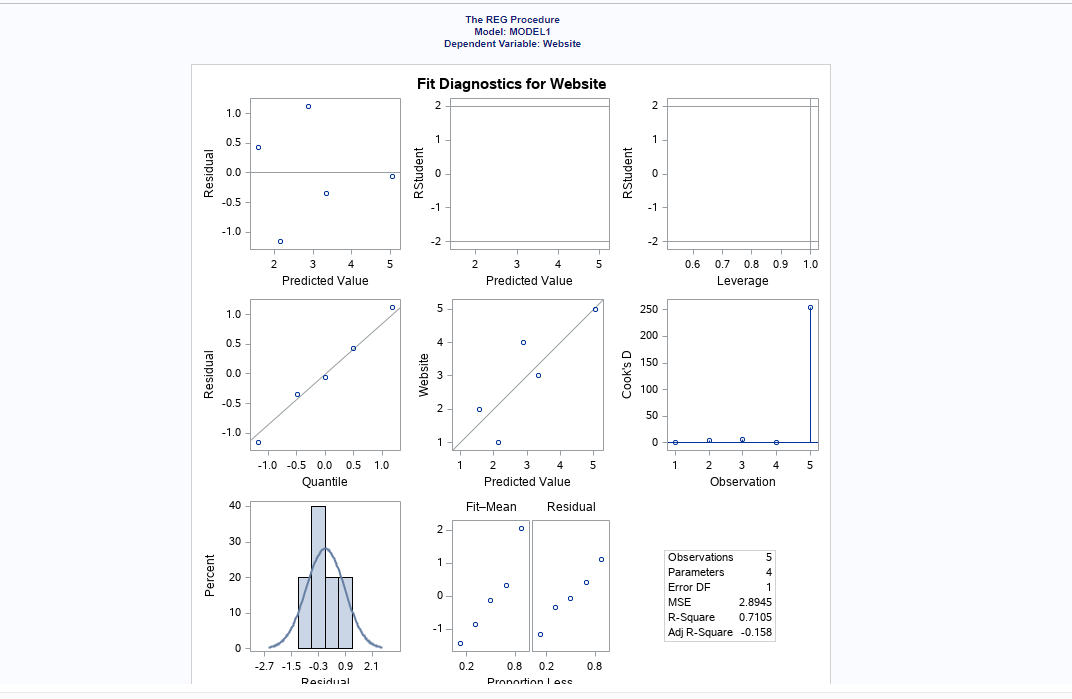 The REG Procedure
Model: MODEL1
Dependent Variable: Website
Fit Diagnostics for Website
1.0
0.5
0.0
-0.5
-1.0
Residual
2 3 4 5
Predicted Value
2
1
0
-1
-2
RStudent
2 3 4 5
Predicted Value
2
1
0
-1
-2
RStudent
0.6 0.7 0.8 0.9 1.0
Leverage
1.0
0.5
0.0
-0.5
-1.0
Residual
-1.0 -0.5 0.0 0.5 1.0
Quantile
5
4
3
2
1
Website
1 2 3 4 5
Predicted Value
250
200
150
100
50
0
Cook's D
1 2 3 4 5
Observation
40
30
20
10
0
Percent
-2.7 -1.5 -0.3 0.9 2.1
Residual
Fit–Mean Residual
2
1
0
-1
0.2 0.8 0.2 0.8
Proportion Less
Observations 5
Parameters 4
Error DF 1
MSE 2.8945
R-Square 0.7105
Adj R-Square -0.158